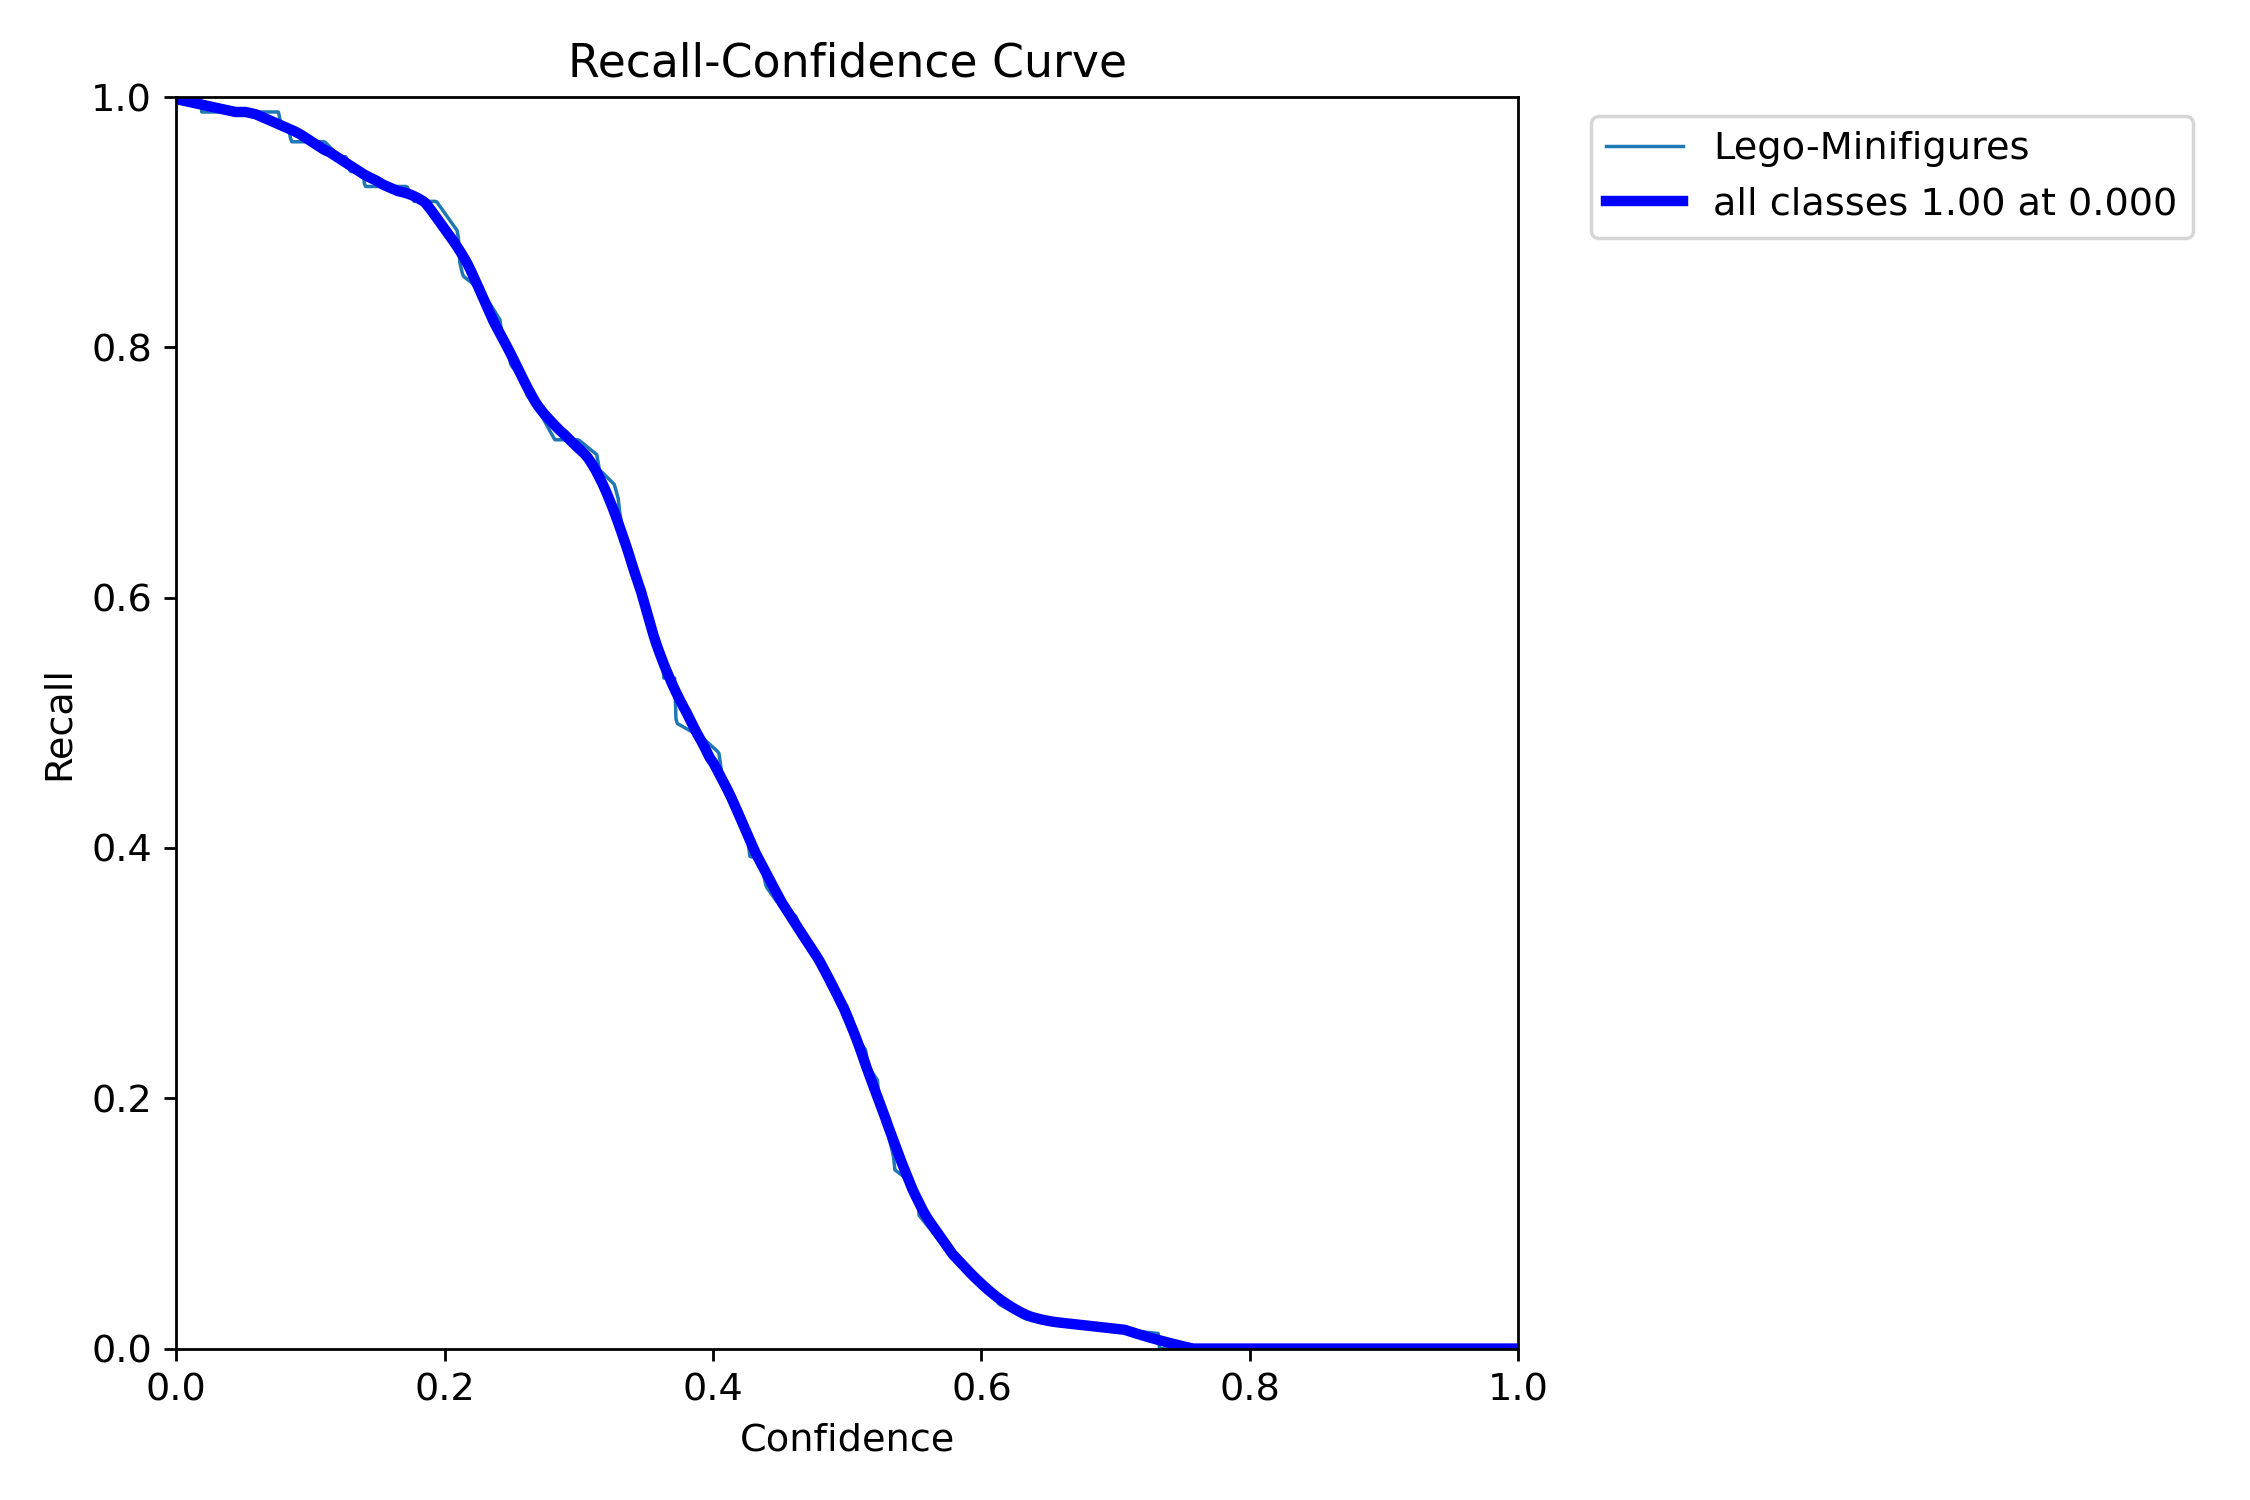 Recall-Confidence Curve
Lego-Minifigures
all classes 1.00 at 0.000
Recall
1.0
0.8
0.6
0.4
0.2
0.0
0.0 0.2 0.4 0.6 0.8 1.0
Confidence